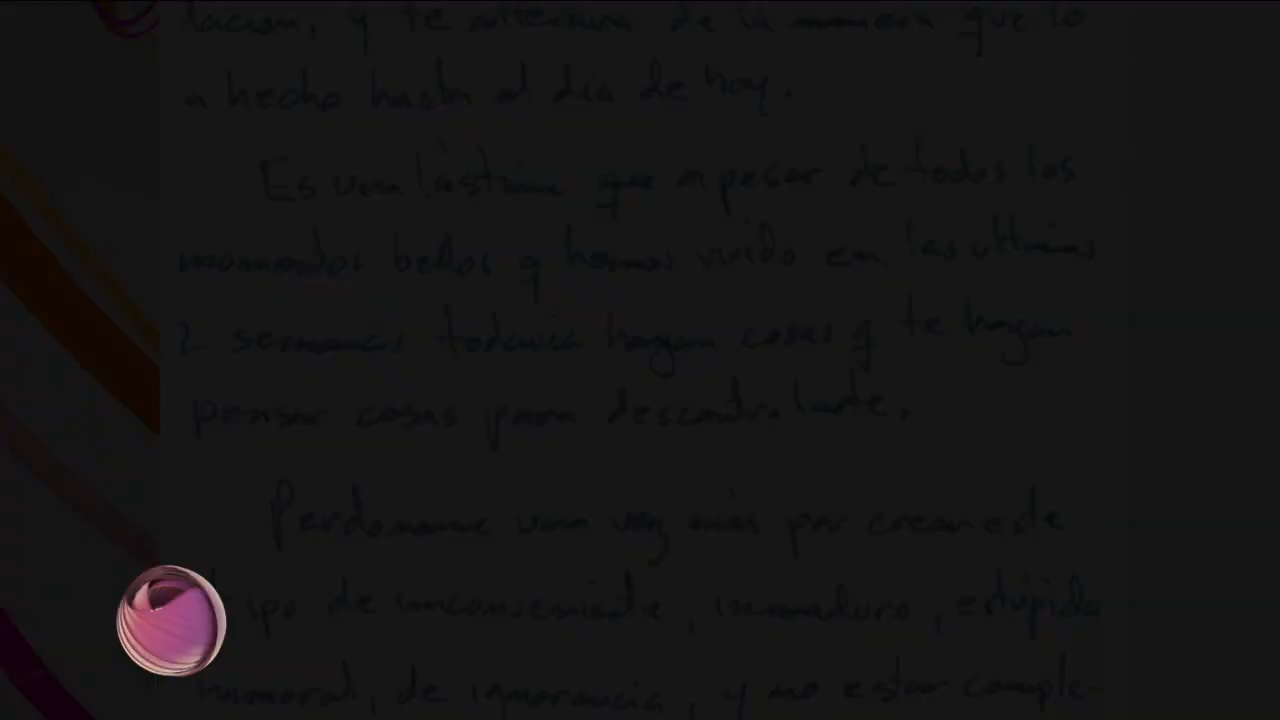 lacion, y te alterara de la manera que lo
a hecho hasta el dia de hoy.
Es una lástima que a pesar de todos los
momentos bellos q hemos vivido en las ultimas
2 semanas todavia hayan cosas q te hagan
pensar cosas para descontrolarte.
Perdoname una vez más por crear este
tipo de inconveniente, inmaduro, estúpido
inmoral, de ignorancia, y no estar comple-